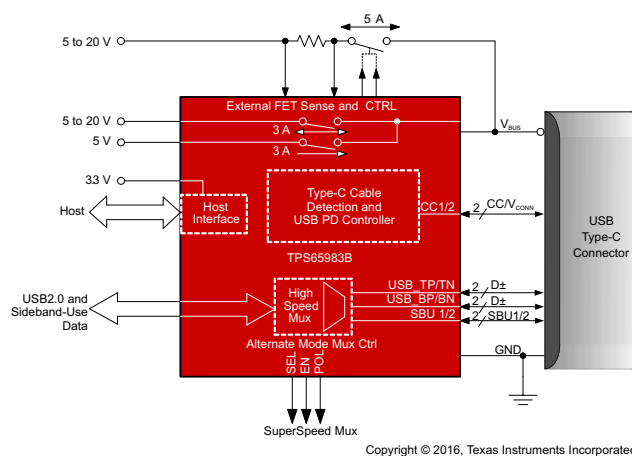 5 A
5 to 20 V
External FET Sense and CTRL
5 to 20 V
3 A
5 V
3 A
VBUS
33 V
Host
Host
Interface
Type-C Cable
Detection and
USB PD Controller
CC1/2
2
CC/VCONN
USB
Type-C
Connector
TPS65983B
USB2.0 and
Sideband-Use
Data
High
Speed
Mux
USB_TP/TN
2
D±
USB_BP/BN
2
D±
SBU 1/2
2
SBU1/2
Alternate Mode Mux Ctrl
GND
SEL
EN
POL
SuperSpeed Mux
Copyright © 2016, Texas Instruments Incorporated